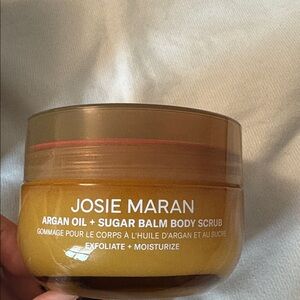 JOSIE MARAN
ARGAN OIL + SUGAR BALM BODY SCRUB
GOMMAGE POUR LE CORPS À L'HUILE D'ARGAN ET AU SUCRE
EXFOLIATE + MOISTURIZE